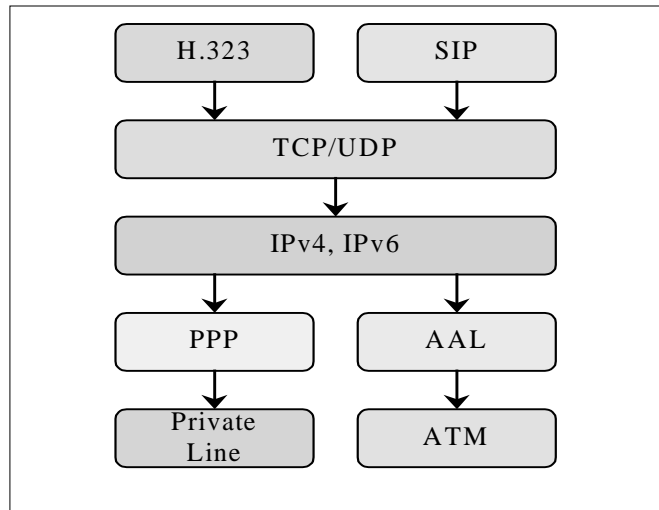 H.323
SIP
TCP/UDP
IPv4, IPv6
PPP
AAL
Private
Line
ATM